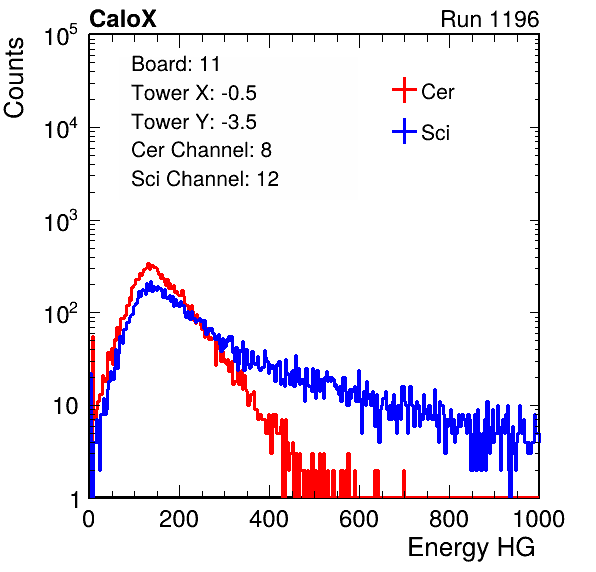 CaloX Run 1196
Counts
Board: 11
Tower X: -0.5
Tower Y: -3.5
Cer Channel: 8
Sci Channel: 12
Cer
Sci
10^5
10^4
10^3
10^2
10
1
0 200 400 600 800 1000
Energy HG